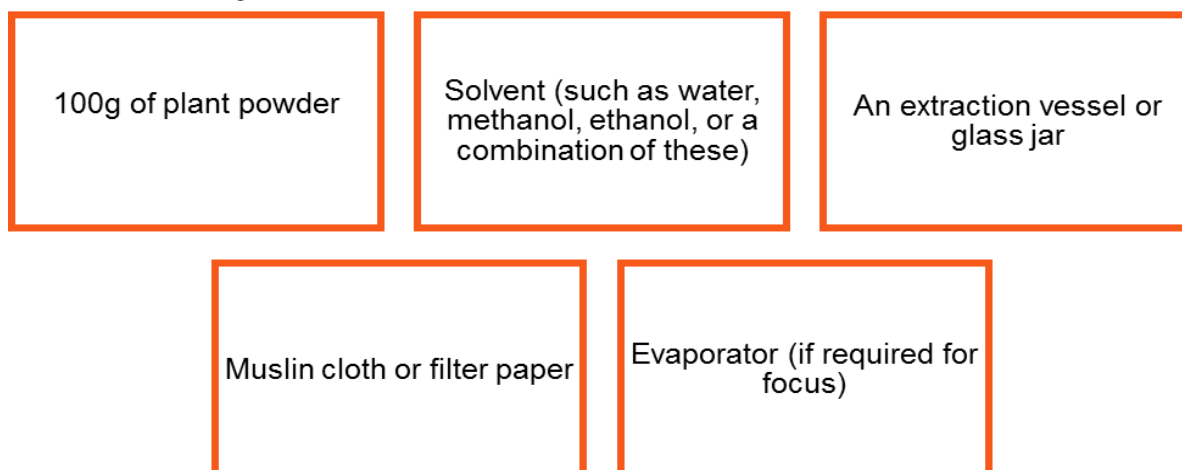 100g of plant powder
Solvent (such as water,
methanol, ethanol, or a
combination of these)
An extraction vessel or
glass jar
Muslin cloth or filter paper
Evaporator (if required for
focus)